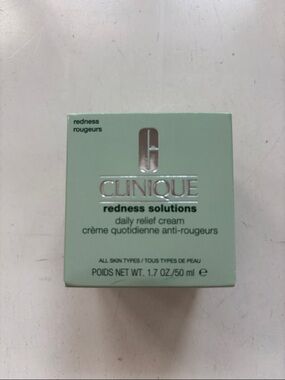 redness
rougeurs
CLINIQUE
redness solutions
daily relief cream
crème quotidienne anti-rougeurs
ALL SKIN TYPES / TOUS TYPES DE PEAU
POIDS NET WT. 1.7 OZ./50 ml ℮